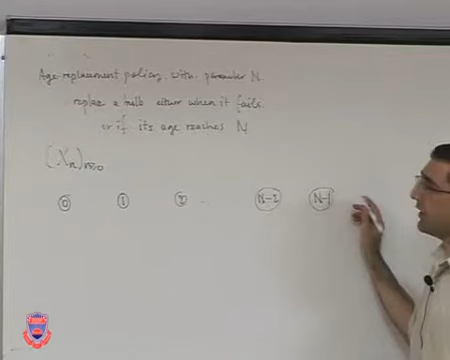 Age replacement policy with parameter N.
replace a bulb either when it fails
or if its age reaches N
(Xn)n≥0
0 1 2 N-2 N-1